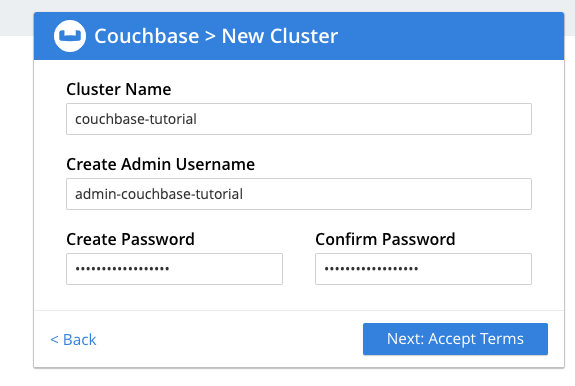 Couchbase > New Cluster
Cluster Name
couchbase-tutorial
Create Admin Username
admin-couchbase-tutorial
Create Password Confirm Password
•••••••••••••••••• ••••••••••••••••••
< Back Next: Accept Terms